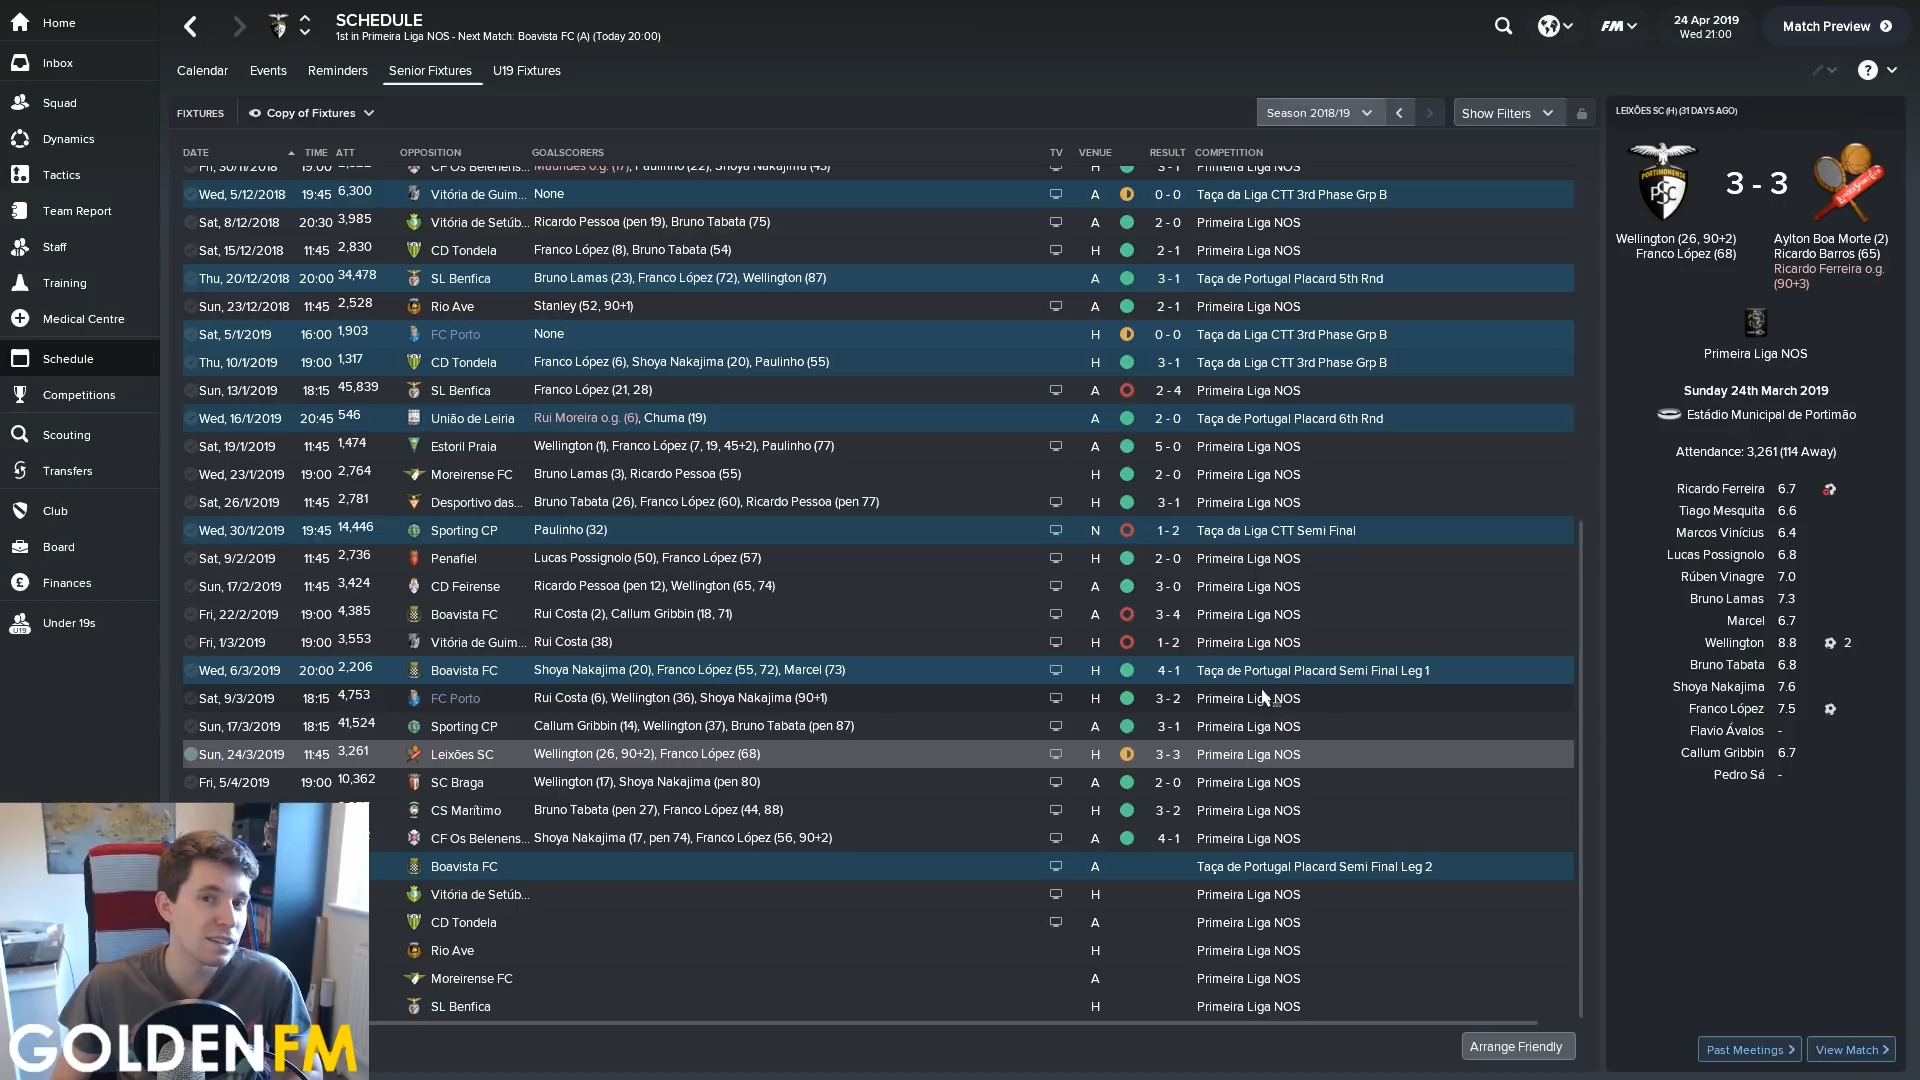 Home
Inbox
Squad
Dynamics
Tactics
Team Report
Staff
Training
Medical Centre
Schedule
Competitions
Scouting
Transfers
Club
Board
Finances
U19
Under 19s
SCHEDULE
1st in Primeira Liga NOS - Next Match: Boavista FC (A) (Today 20:00)
FM
24 Apr 2019
Wed 21:00
Match Preview
Calendar Events Reminders Senior Fixtures U19 Fixtures
?
FIXTURES Copy of Fixtures Season 2018/19 Show Filters
DATE TIME ATT OPPOSITION GOALSCORERS TV VENUE RESULT COMPETITION
Fri, 30/11/2018 19:00 CF Os Belenens... Paulinho (22), Shoya Nakajima (43) H 3-1 Primeira Liga NOS
Wed, 5/12/2018 19:45 6,300 Vitória de Guim... None A 0 - 0 Taça da Liga CTT 3rd Phase Grp B
Sat, 8/12/2018 20:30 3,985 Vitória de Setúb... Ricardo Pessoa (pen 19), Bruno Tabata (75) A 2 - 0 Primeira Liga NOS
Sat, 15/12/2018 11:45 2,830 CD Tondela Franco López (8), Bruno Tabata (54) H 2 - 1 Primeira Liga NOS
Thu, 20/12/2018 20:00 34,478 SL Benfica Bruno Lamas (23), Franco López (72), Wellington (87) A 3 - 1 Taça de Portugal Placard 5th Rnd
Sun, 23/12/2018 11:45 2,528 Rio Ave Stanley (52, 90+1) A 2 - 1 Primeira Liga NOS
Sat, 5/1/2019 16:00 1,903 FC Porto None H 0 - 0 Taça da Liga CTT 3rd Phase Grp B
Thu, 10/1/2019 19:00 1,317 CD Tondela Franco López (6), Shoya Nakajima (20), Paulinho (55) H 3 - 1 Taça da Liga CTT 3rd Phase Grp B
Sun, 13/1/2019 18:15 45,839 SL Benfica Franco López (21, 28) A 2 - 4 Primeira Liga NOS
Wed, 16/1/2019 20:45 546 União de Leiria Rui Moreira o.g. (6), Chuma (19) A 2 - 0 Taça de Portugal Placard 6th Rnd
Sat, 19/1/2019 11:45 1,474 Estoril Praia Wellington (1), Franco López (7, 19, 45+2), Paulinho (77) A 5 - 0 Primeira Liga NOS
Wed, 23/1/2019 19:00 2,764 Moreirense FC Bruno Lamas (3), Ricardo Pessoa (55) H 2 - 0 Primeira Liga NOS
Sat, 26/1/2019 11:45 2,781 Desportivo das... Bruno Tabata (26), Franco López (60), Ricardo Pessoa (pen 77) H 3 - 1 Primeira Liga NOS
Wed, 30/1/2019 19:45 14,446 Sporting CP Paulinho (32) N 1 - 2 Taça da Liga CTT Semi Final
Sat, 9/2/2019 11:45 2,736 Penafiel Lucas Possignolo (50), Franco López (57) H 2 - 0 Primeira Liga NOS
Sun, 17/2/2019 11:45 3,424 CD Feirense Ricardo Pessoa (pen 12), Wellington (65, 74) A 3 - 0 Primeira Liga NOS
Fri, 22/2/2019 19:00 4,385 Boavista FC Rui Costa (2), Callum Gribbin (18, 71) A 3 - 4 Primeira Liga NOS
Fri, 1/3/2019 19:00 3,553 Vitória de Guim... Rui Costa (38) H 1 - 2 Primeira Liga NOS
Wed, 6/3/2019 20:00 2,206 Boavista FC Shoya Nakajima (20), Franco López (55, 72), Marcel (73) H 4 - 1 Taça de Portugal Placard Semi Final Leg 1
Sat, 9/3/2019 18:15 4,753 FC Porto Rui Costa (6), Wellington (36), Shoya Nakajima (90+1) H 3 - 2 Primeira Liga NOS
Sun, 17/3/2019 18:15 41,524 Sporting CP Callum Gribbin (14), Wellington (37), Bruno Tabata (pen 87) A 3 - 1 Primeira Liga NOS
Sun, 24/3/2019 11:45 3,261 Leixões SC Wellington (26, 90+2), Franco López (68) H 3 - 3 Primeira Liga NOS
Fri, 5/4/2019 19:00 10,362 SC Braga Wellington (17), Shoya Nakajima (pen 80) A 2 - 0 Primeira Liga NOS
CS Marítimo Bruno Tabata (pen 27), Franco López (44, 88) H 3 - 2 Primeira Liga NOS
CF Os Belenens... Shoya Nakajima (17, pen 74), Franco López (56, 90+2) A 4 - 1 Primeira Liga NOS
Boavista FC A Taça de Portugal Placard Semi Final Leg 2
Vitória de Setúb... H Primeira Liga NOS
CD Tondela A Primeira Liga NOS
Rio Ave H Primeira Liga NOS
Moreirense FC A Primeira Liga NOS
SL Benfica H Primeira Liga NOS
Arrange Friendly
LEIXÕES SC (H) (31 DAYS AGO)
PORTIMONENSE
PSC
3 - 3
Wellington (26, 90+2) Aylton Boa Morte (2)
Franco López (68) Ricardo Barros (65)
Ricardo Ferreira o.g.
(90+3)
Primeira Liga NOS
Sunday 24th March 2019
Estádio Municipal de Portimão
Attendance: 3,261 (114 Away)
Ricardo Ferreira 6.7
Tiago Mesquita 6.6
Marcos Vinícius 6.4
Lucas Possignolo 6.8
Rúben Vinagre 7.0
Bruno Lamas 7.3
Marcel 6.7
Wellington 8.8 2
Bruno Tabata 6.8
Shoya Nakajima 7.6
Franco López 7.5
Flavio Ávalos -
Callum Gribbin 6.7
Pedro Sá -
Past Meetings View Match
GOLDENFM